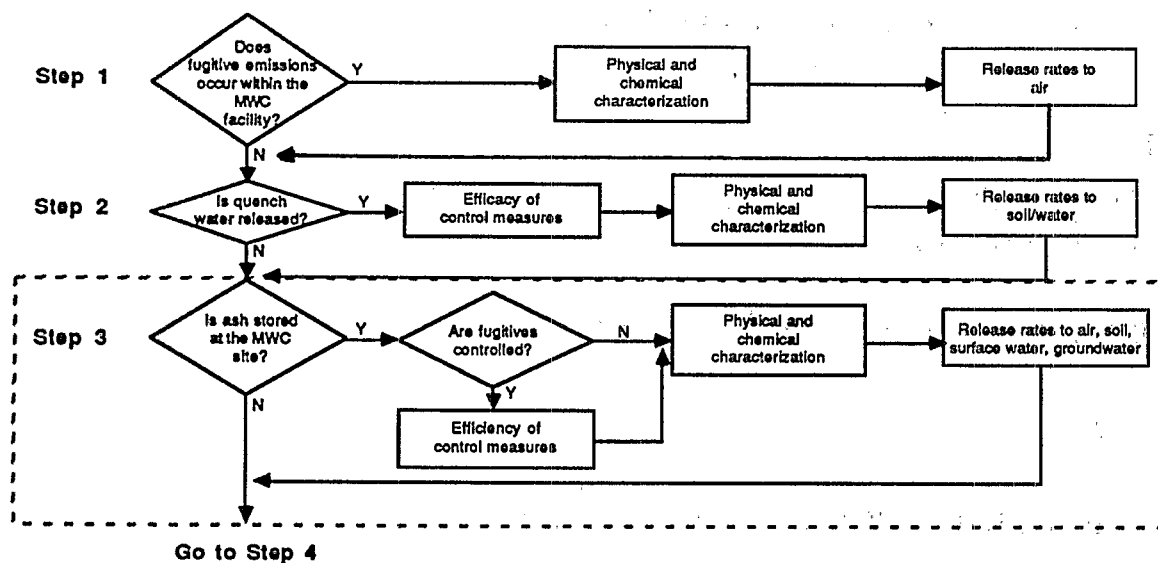 Step 1
Does
fugitive emissions
occur within the
MWC
facility?
Y
Physical and
chemical
characterization
Release rates to
air
N
Step 2
Is quench
water released?
Y
Efficacy of
control measures
Physical and
chemical
characterization
Release rates to
soil/water
N
Step 3
Is ash stored
at the MWC
site?
Y
Are fugitives
controlled?
N
Physical and
chemical
characterization
Release rates to air, soil,
surface water, groundwater
N
Y
Efficiency of
control measures
Go to Step 4